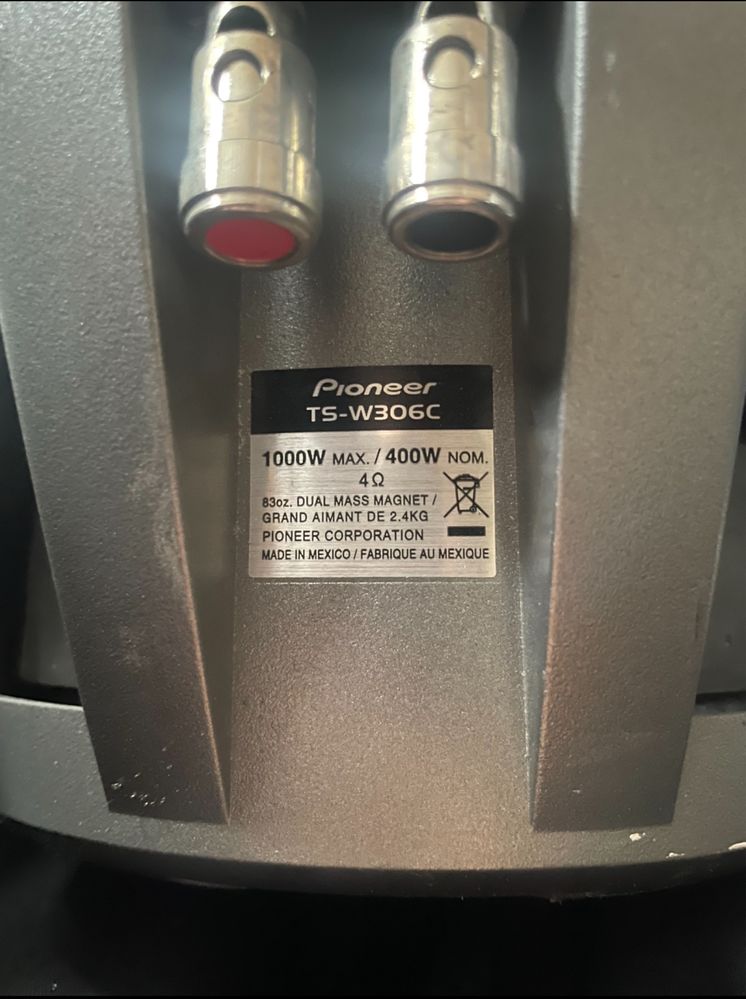 Pioneer
TS-W306C
1000W MAX. / 400W NOM.
4Ω
83oz. DUAL MASS MAGNET /
GRAND AIMANT DE 2.4KG
PIONEER CORPORATION
MADE IN MEXICO / FABRIQUE AU MEXIQUE